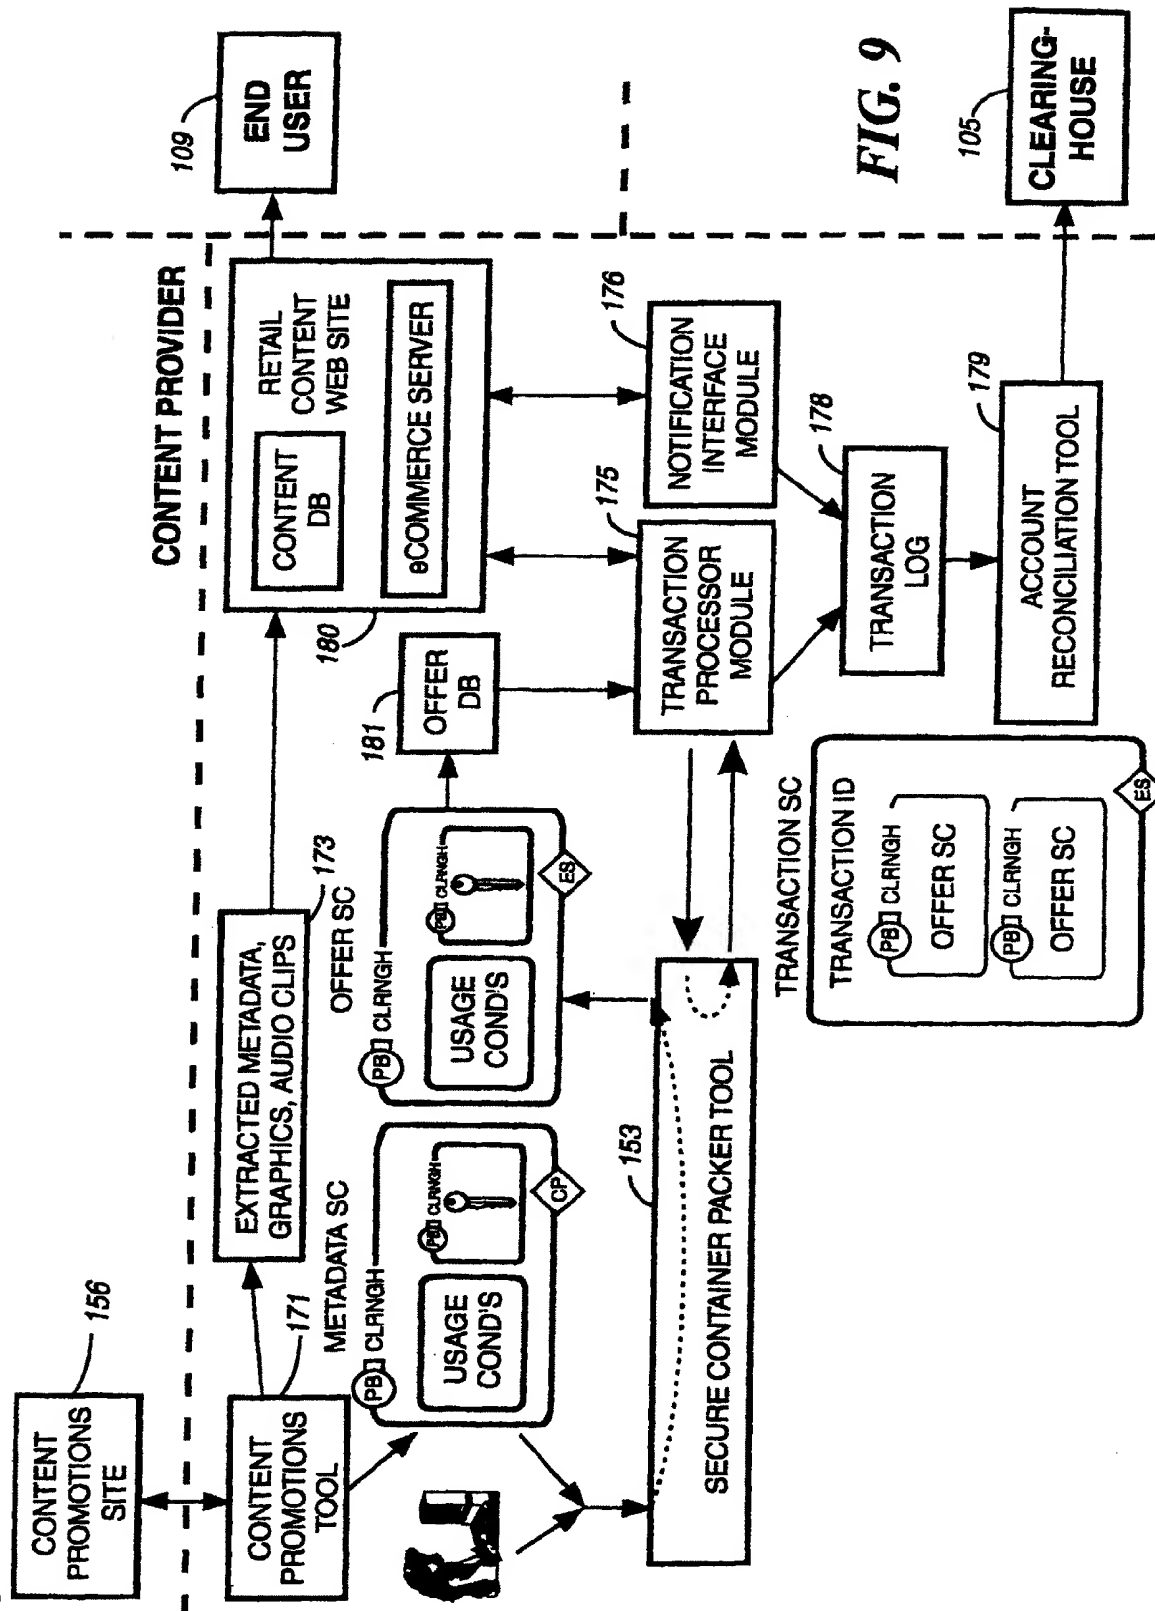 CONTENT
PROMOTIONS
SITE
156
CONTENT PROVIDER
109
END
USER
CONTENT
PROMOTIONS
TOOL
171
EXTRACTED METADATA,
GRAPHICS, AUDIO CLIPS
173
CONTENT
DB
RETAIL
CONTENT
WEB SITE
eCOMMERCE SERVER
180
METADATA SC
PB CLRNGH
USAGE
COND'S
PB CLRNGH
CP
OFFER SC
PB CLRNGH
USAGE
COND'S
PB CLRNGH
ES
181
OFFER
DB
153
SECURE CONTAINER PACKER TOOL
175
TRANSACTION
PROCESSOR
MODULE
176
NOTIFICATION
INTERFACE
MODULE
TRANSACTION SC
TRANSACTION ID
PB CLRNGH
OFFER SC
PB CLRNGH
OFFER SC
ES
178
TRANSACTION
LOG
179
ACCOUNT
RECONCILIATION TOOL
105
CLEARING-
HOUSE
FIG. 9